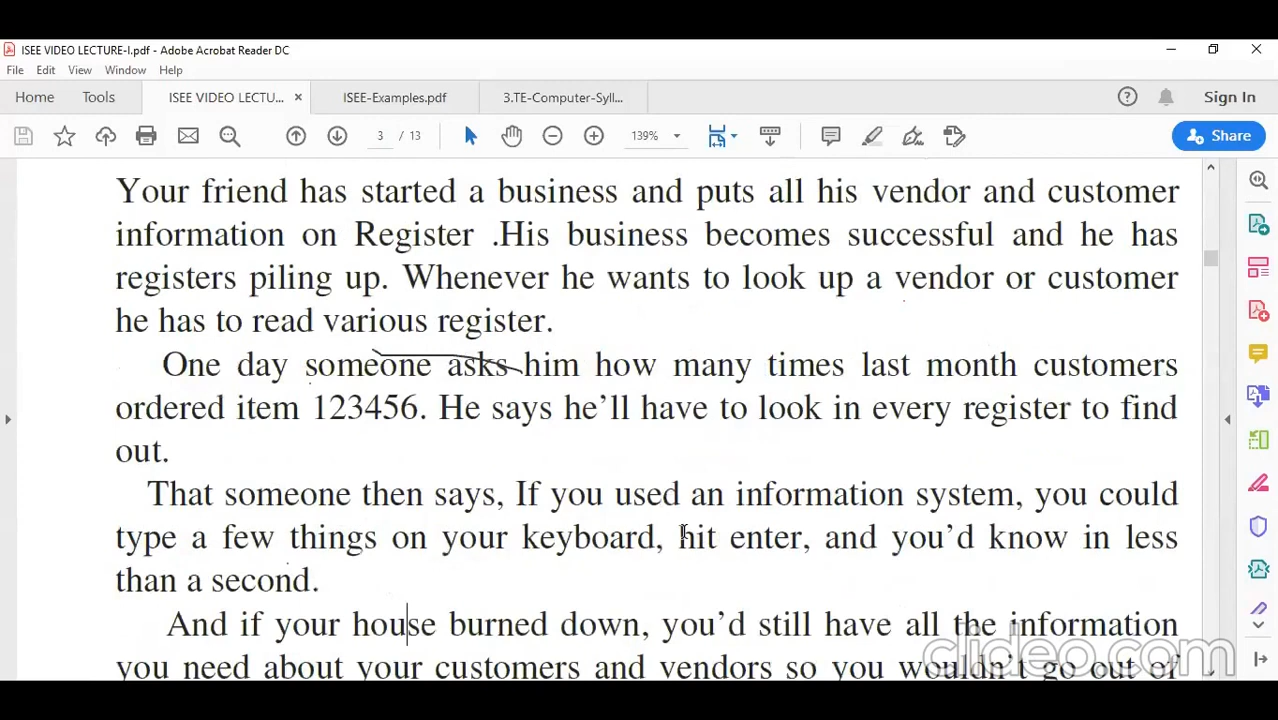 ISEE VIDEO LECTURE-I.pdf - Adobe Acrobat Reader DC
File Edit View Window Help
Home Tools ISEE VIDEO LECTU... × ISEE-Examples.pdf 3.TE-Computer-Syll... Sign In
3 / 13 139% Share
Your friend has started a business and puts all his vendor and customer
information on Register .His business becomes successful and he has
registers piling up. Whenever he wants to look up a vendor or customer
he has to read various register.
One day someone asks him how many times last month customers
ordered item 123456. He says he’ll have to look in every register to find
out.
That someone then says, If you used an information system, you could
type a few things on your keyboard, hit enter, and you’d know in less
than a second.
And if your house burned down, you’d still have all the information
you need about your customers and vendors so you wouldn’t go out of
clideo.com